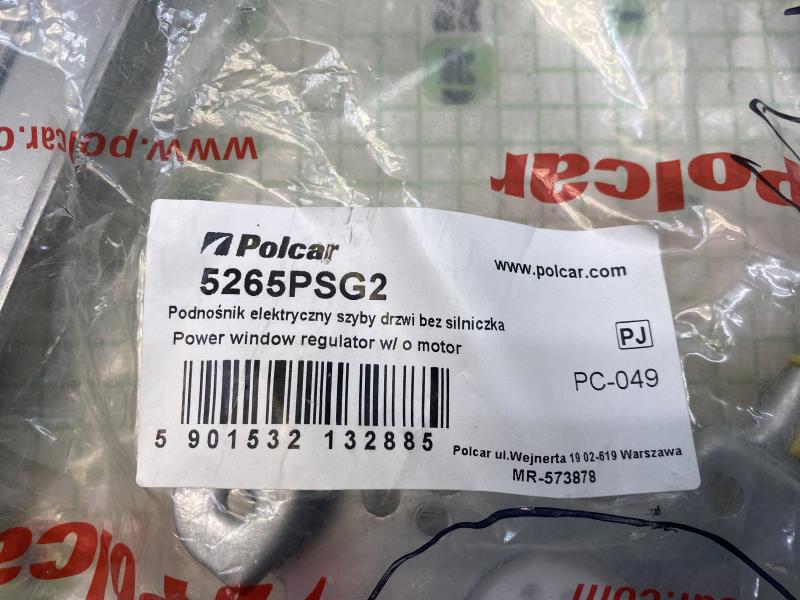 www.polcar.c
Polcar
Polcar
5265PSG2
www.polcar.com
Podnośnik elektryczny szyby drzwi bez silniczka
Power window regulator w/ o motor
PJ
PC-049
5 901532 132885
Polcar ul.Wejnerta 19 02-619 Warszawa
MR-573878